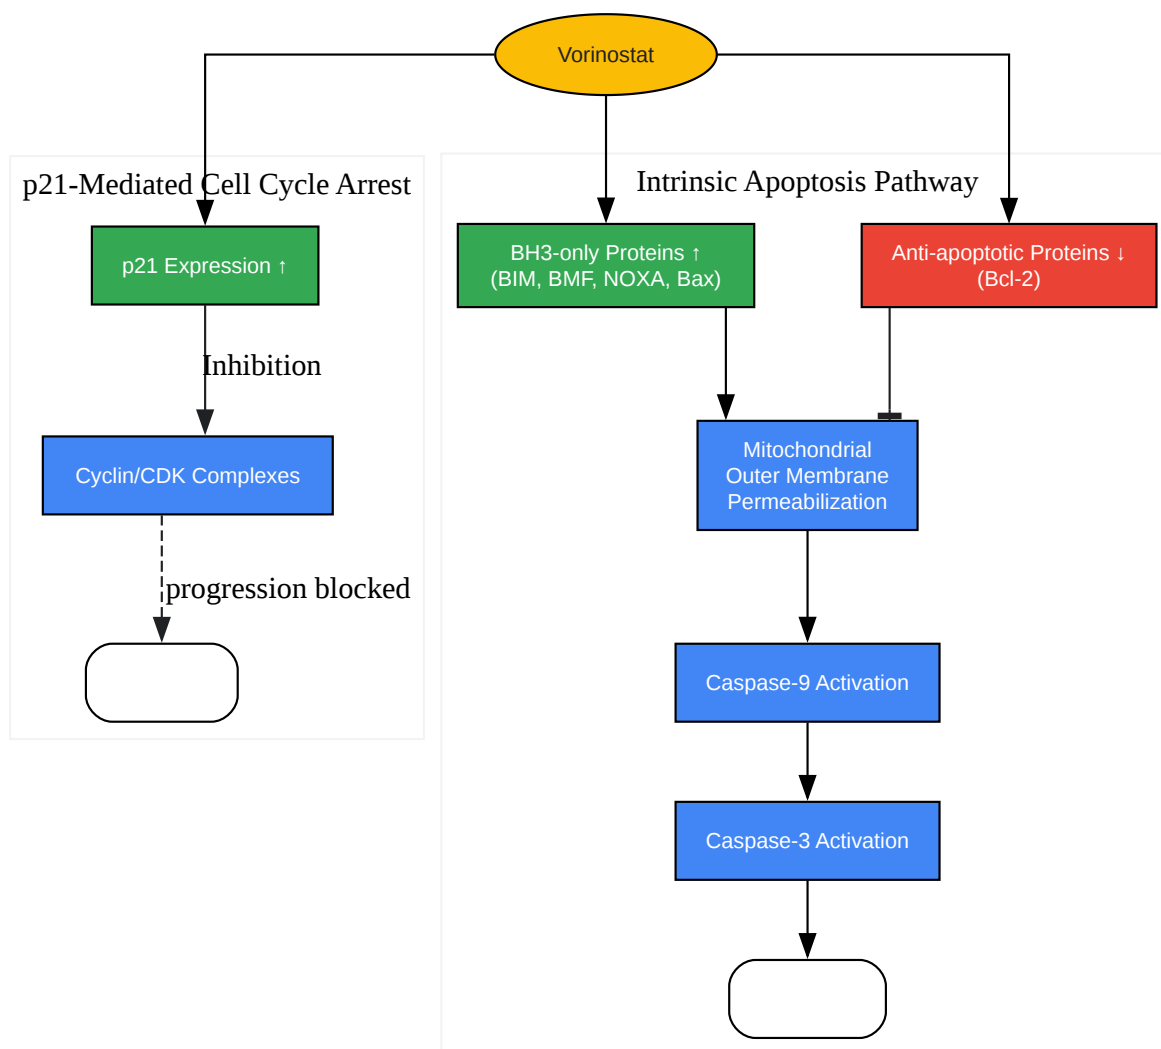 Vorinostat
p21-Mediated Cell Cycle Arrest
p21 Expression ↑
Inhibition
Cyclin/CDK Complexes
progression blocked
Intrinsic Apoptosis Pathway
BH3-only Proteins ↑
(BIM, BMF, NOXA, Bax)
Anti-apoptotic Proteins ↓
(Bcl-2)
Mitochondrial
Outer Membrane
Permeabilization
Caspase-9 Activation
Caspase-3 Activation